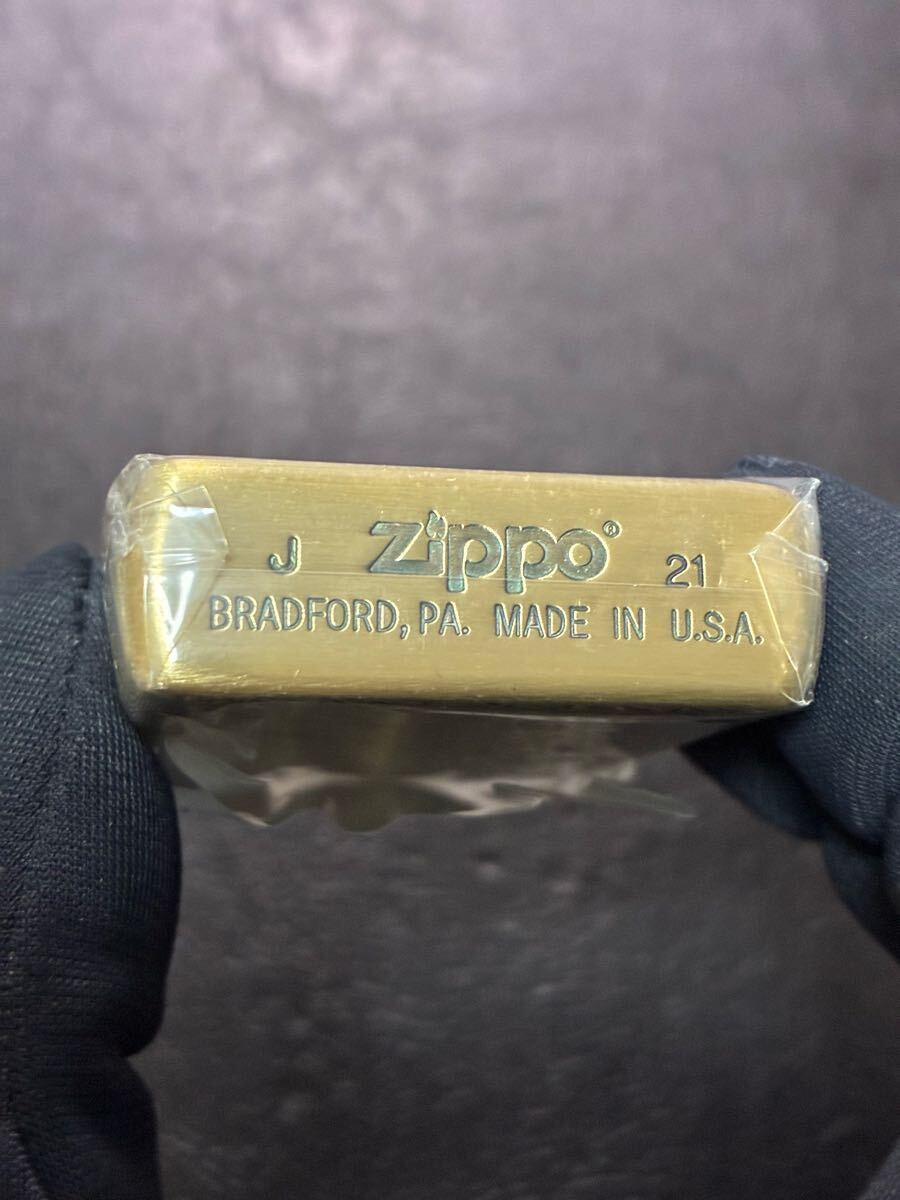 J Zippo® 21
BRADFORD, PA. MADE IN U.S.A.